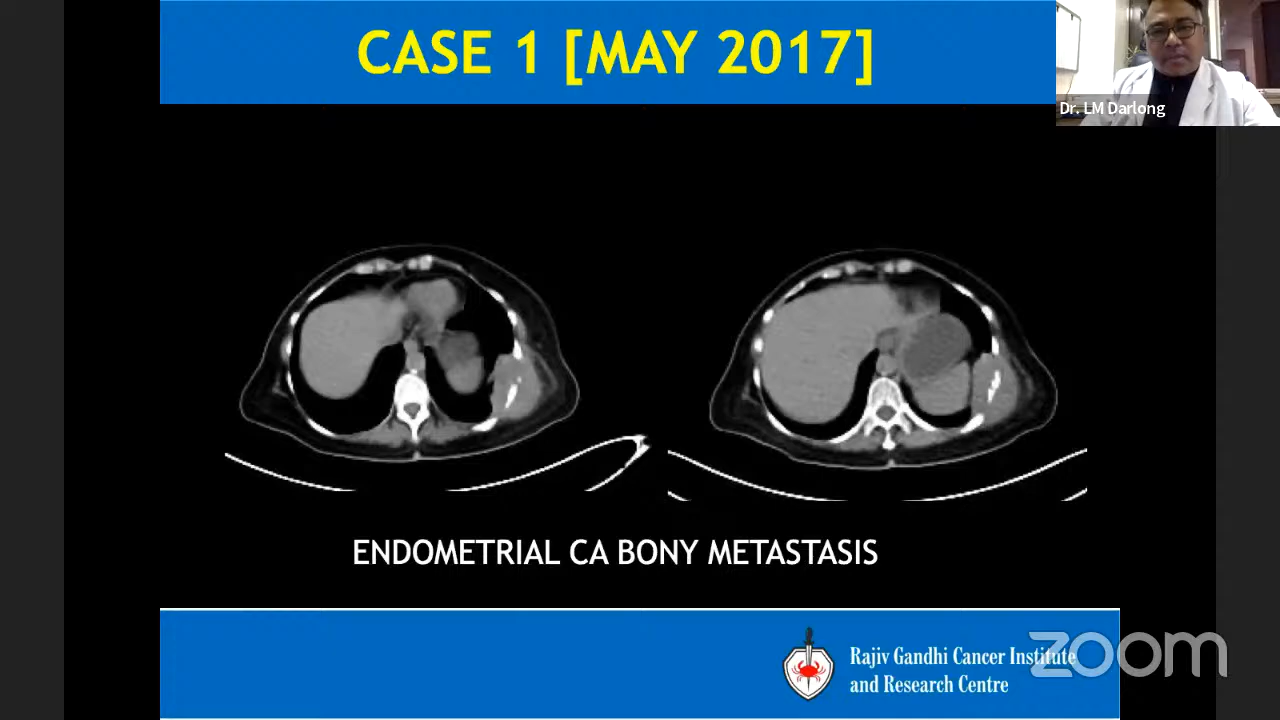 CASE 1 [MAY 2017]
Dr. LM Darlong
ENDOMETRIAL CA BONY METASTASIS
Rajiv Gandhi Cancer Institute
and Research Centre
zoom